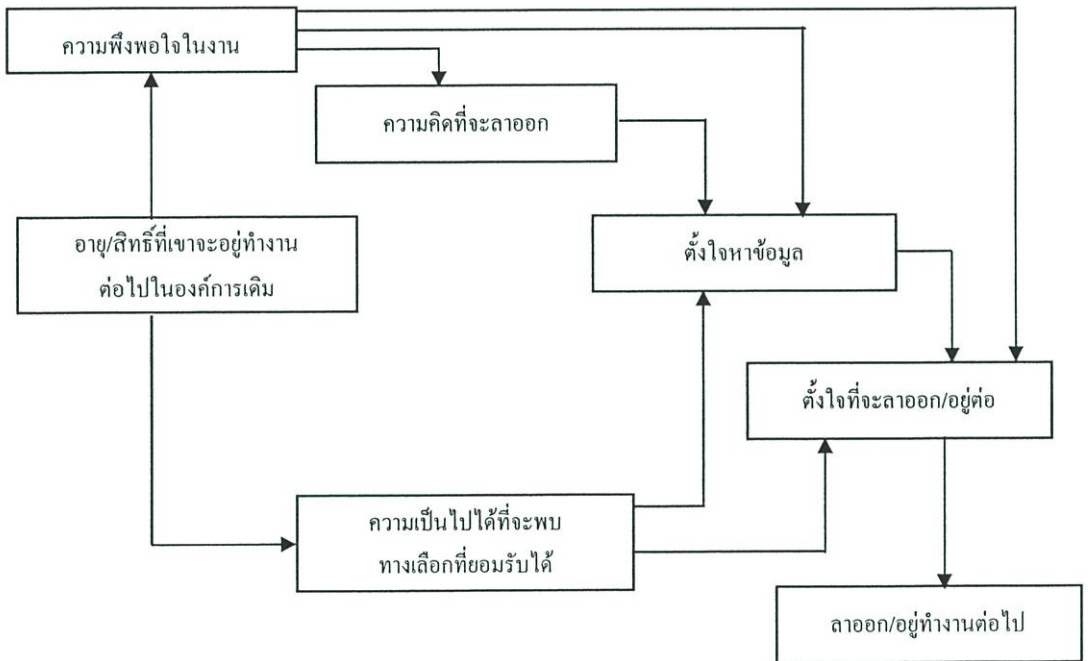 ความพึงพอใจในงาน
ความคิดที่จะลาออก
อายุ/สิทธิ์ที่เขาจะอยู่ทำงาน
ต่อไปในองค์การเดิม
ตั้งใจหาข้อมูล
ตั้งใจที่จะลาออก/อยู่ต่อ
ความเป็นไปได้ที่จะพบ
ทางเลือกที่ยอมรับได้
ลาออก/อยู่ทำงานต่อไป